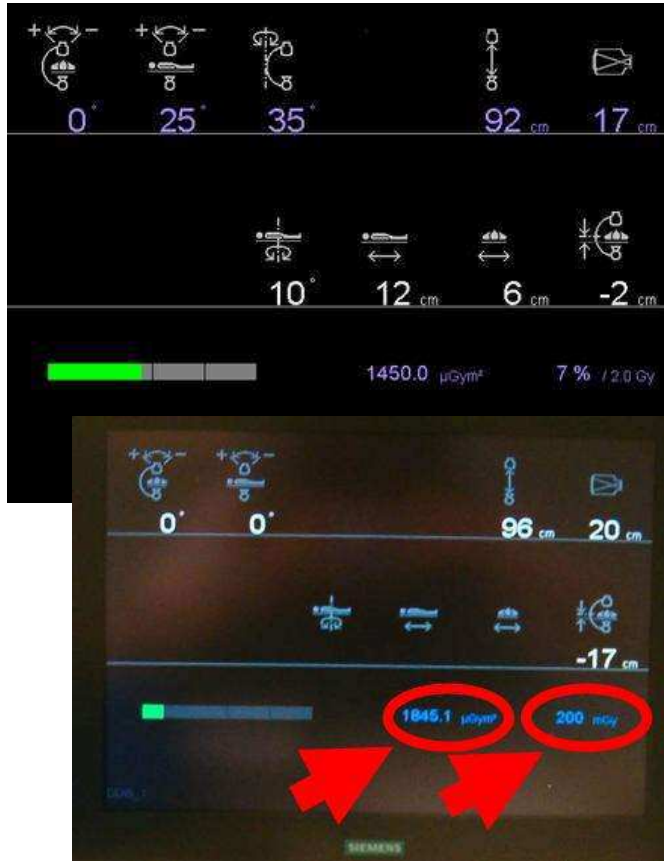 + − + −
0° 25° 35° 92 cm 17 cm
10° 12 cm 6 cm -2 cm
1450.0 µGym² 7 % / 2.0 Gy
+ − + −
0° 0° 96 cm 20 cm
-17 cm
1845.1 µGym² 200 mGy
SIEMENS